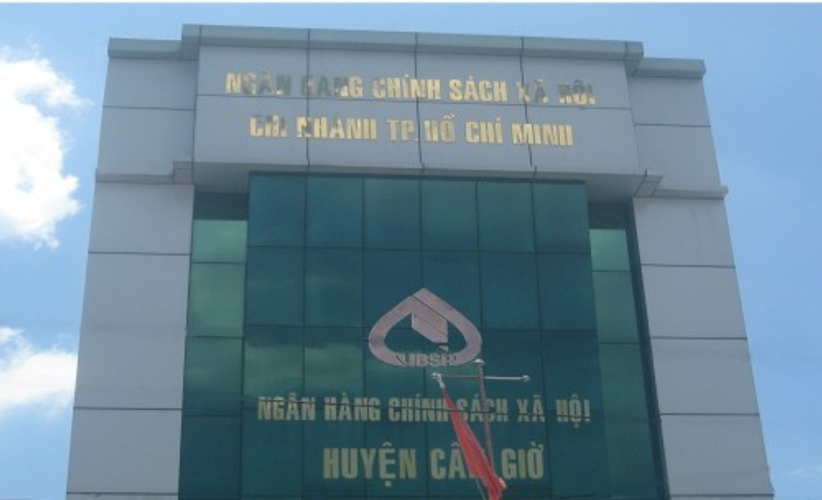 NGÂN HÀNG CHÍNH SÁCH XÃ HỘI
CHI NHÁNH TP. HỒ CHÍ MINH
VBSP
NGÂN HÀNG CHÍNH SÁCH XÃ HỘI
HUYỆN CẦN GIỜ